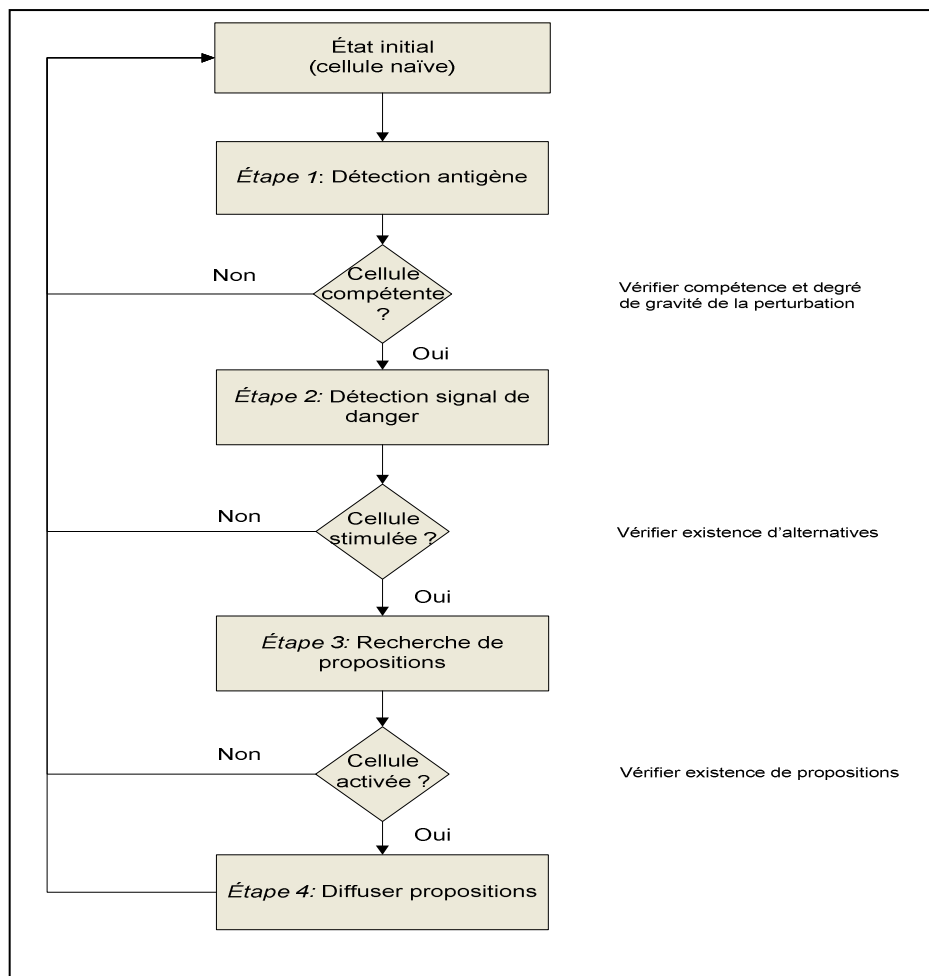 État initial
(cellule naïve)
Étape 1: Détection antigène
Non
Cellule
compétente
?
Vérifier compétence et degré
de gravité de la perturbation
Oui
Étape 2: Détection signal de
danger
Non
Cellule
stimulée ?
Vérifier existence d'alternatives
Oui
Étape 3: Recherche de
propositions
Non
Cellule
activée ?
Vérifier existence de propositions
Oui
Étape 4: Diffuser propositions